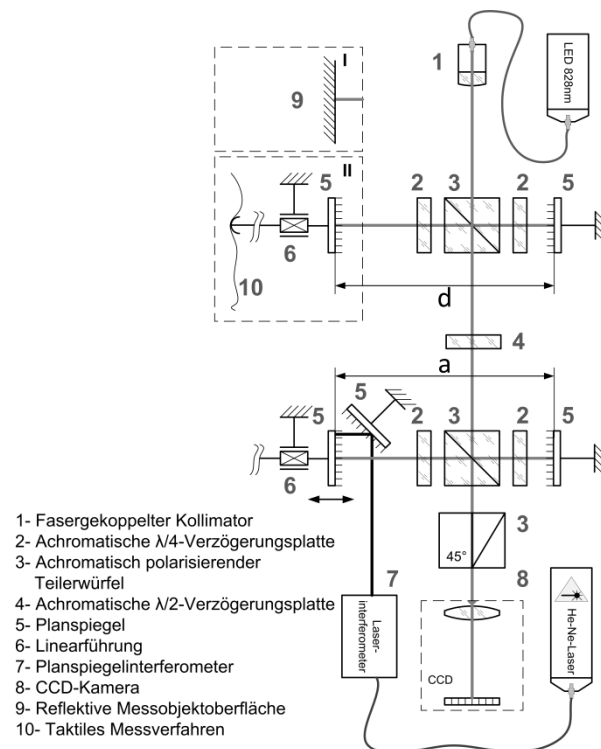 I
9
1
LED 828nm
5
II
2
3
2
5
6
10
d
4
a
5
5
2
3
2
5
6
3
45°
7
8
Laser-
interferometer
CCD
He-Ne-Laser
1- Fasergekoppelter Kollimator
2- Achromatische λ/4-Verzögerungsplatte
3- Achromatisch polarisierender
Teilerwürfel
4- Achromatische λ/2-Verzögerungsplatte
5- Planspiegel
6- Linearführung
7- Planspiegelinterferometer
8- CCD-Kamera
9- Reflektive Messobjektoberfläche
10- Taktiles Messverfahren